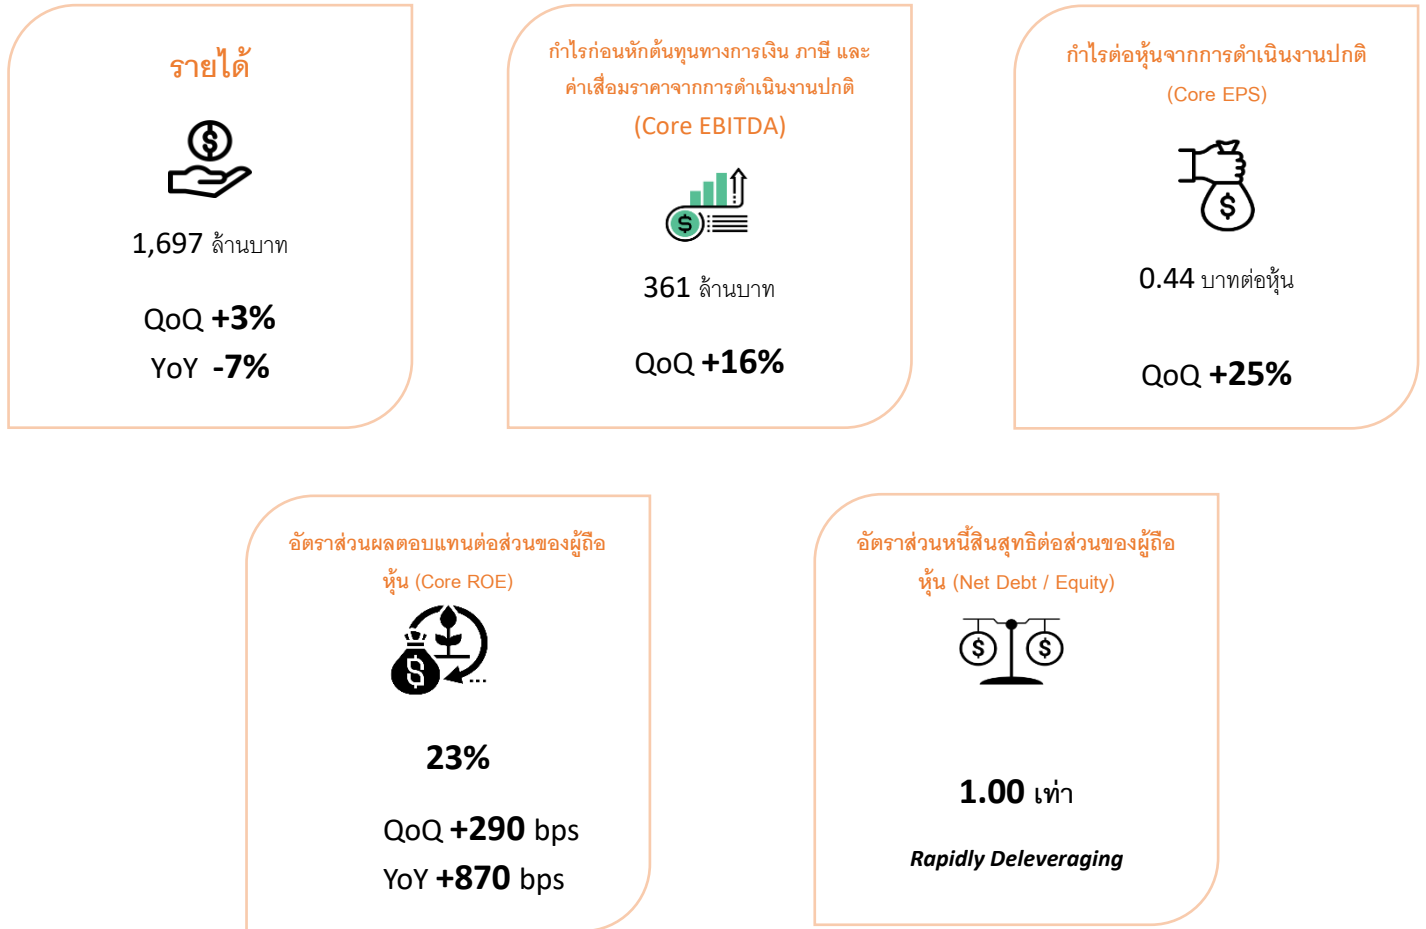 รายได้
1,697 ล้านบาท
QoQ +3%
YoY -7%
กำไรก่อนหักต้นทุนทางการเงิน ภาษี และ
ค่าเสื่อมราคาจากการดำเนินงานปกติ
(Core EBITDA)
361 ล้านบาท
QoQ +16%
กำไรต่อหุ้นจากการดำเนินงานปกติ
(Core EPS)
0.44 บาทต่อหุ้น
QoQ +25%
อัตราส่วนผลตอบแทนต่อส่วนของผู้ถือ
หุ้น (Core ROE)
23%
QoQ +290 bps
YoY +870 bps
อัตราส่วนหนี้สินสุทธิต่อส่วนของผู้ถือ
หุ้น (Net Debt / Equity)
1.00 เท่า
Rapidly Deleveraging